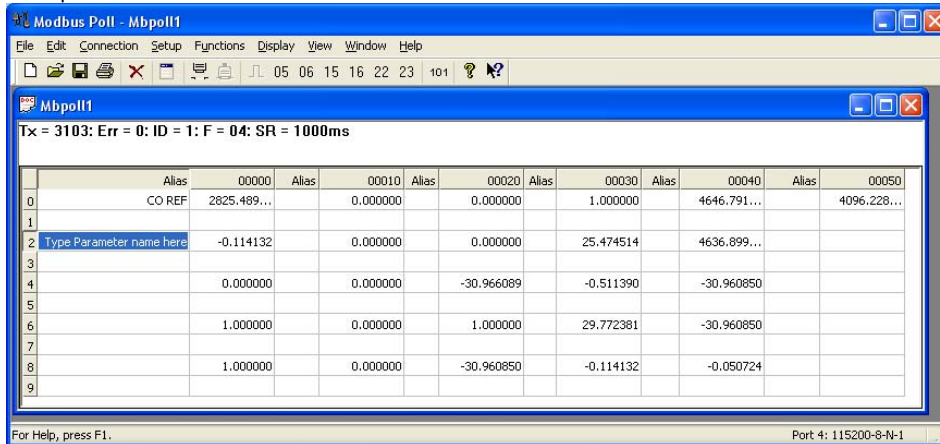 Modbus Poll - Mbpoll1
File Edit Connection Setup Functions Display View Window Help
05 06 15 16 22 23 101
Mbpoll1
Tx = 3103: Err = 0: ID = 1: F = 04: SR = 1000ms
Alias 00000 Alias 00010 Alias 00020 Alias 00030 Alias 00040 Alias 00050
0 CO REF 2825.489... 0.000000 0.000000 1.000000 4646.791... 4096.228...
1
2 Type Parameter name here -0.114132 0.000000 0.000000 25.474514 4636.899...
3
4 0.000000 0.000000 -30.966089 -0.511390 -30.960850
5
6 1.000000 0.000000 1.000000 29.772381 -30.960850
7
8 1.000000 0.000000 -30.960850 -0.114132 -0.050724
9
For Help, press F1. Port 4: 115200-8-N-1